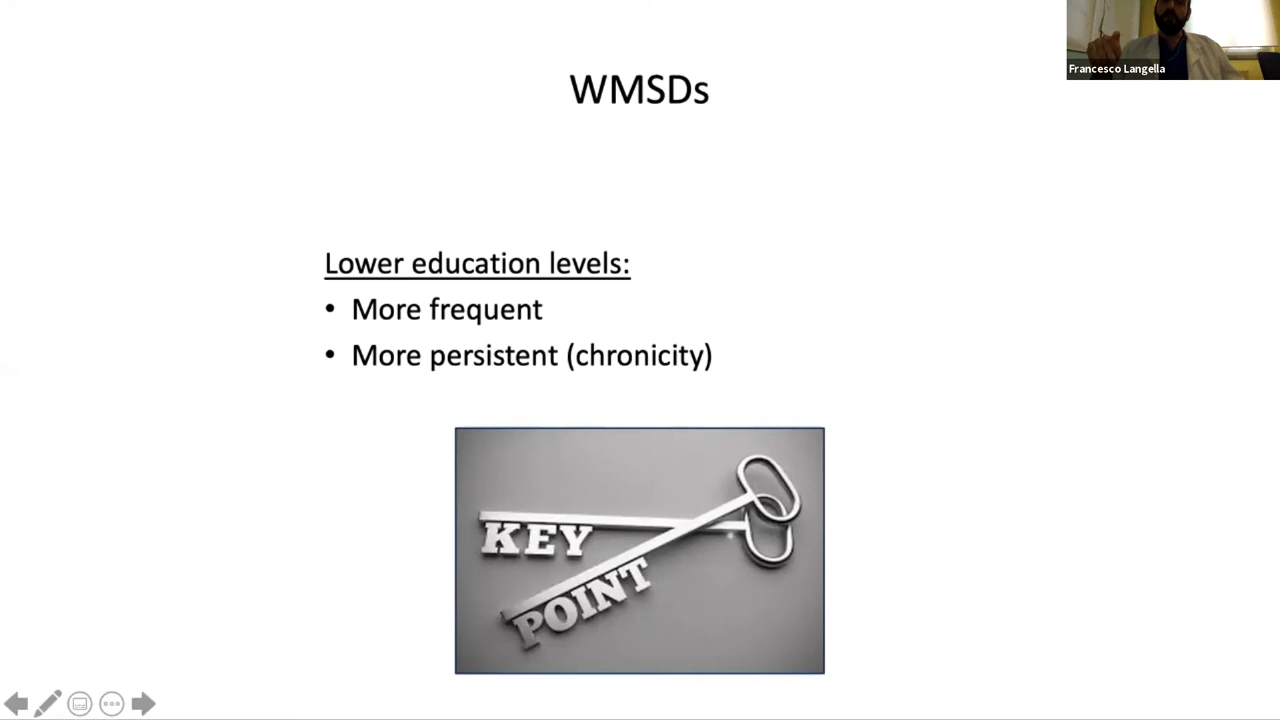 Francesco Langella
WMSDs
Lower education levels:
• More frequent
• More persistent (chronicity)
KEY
POINT